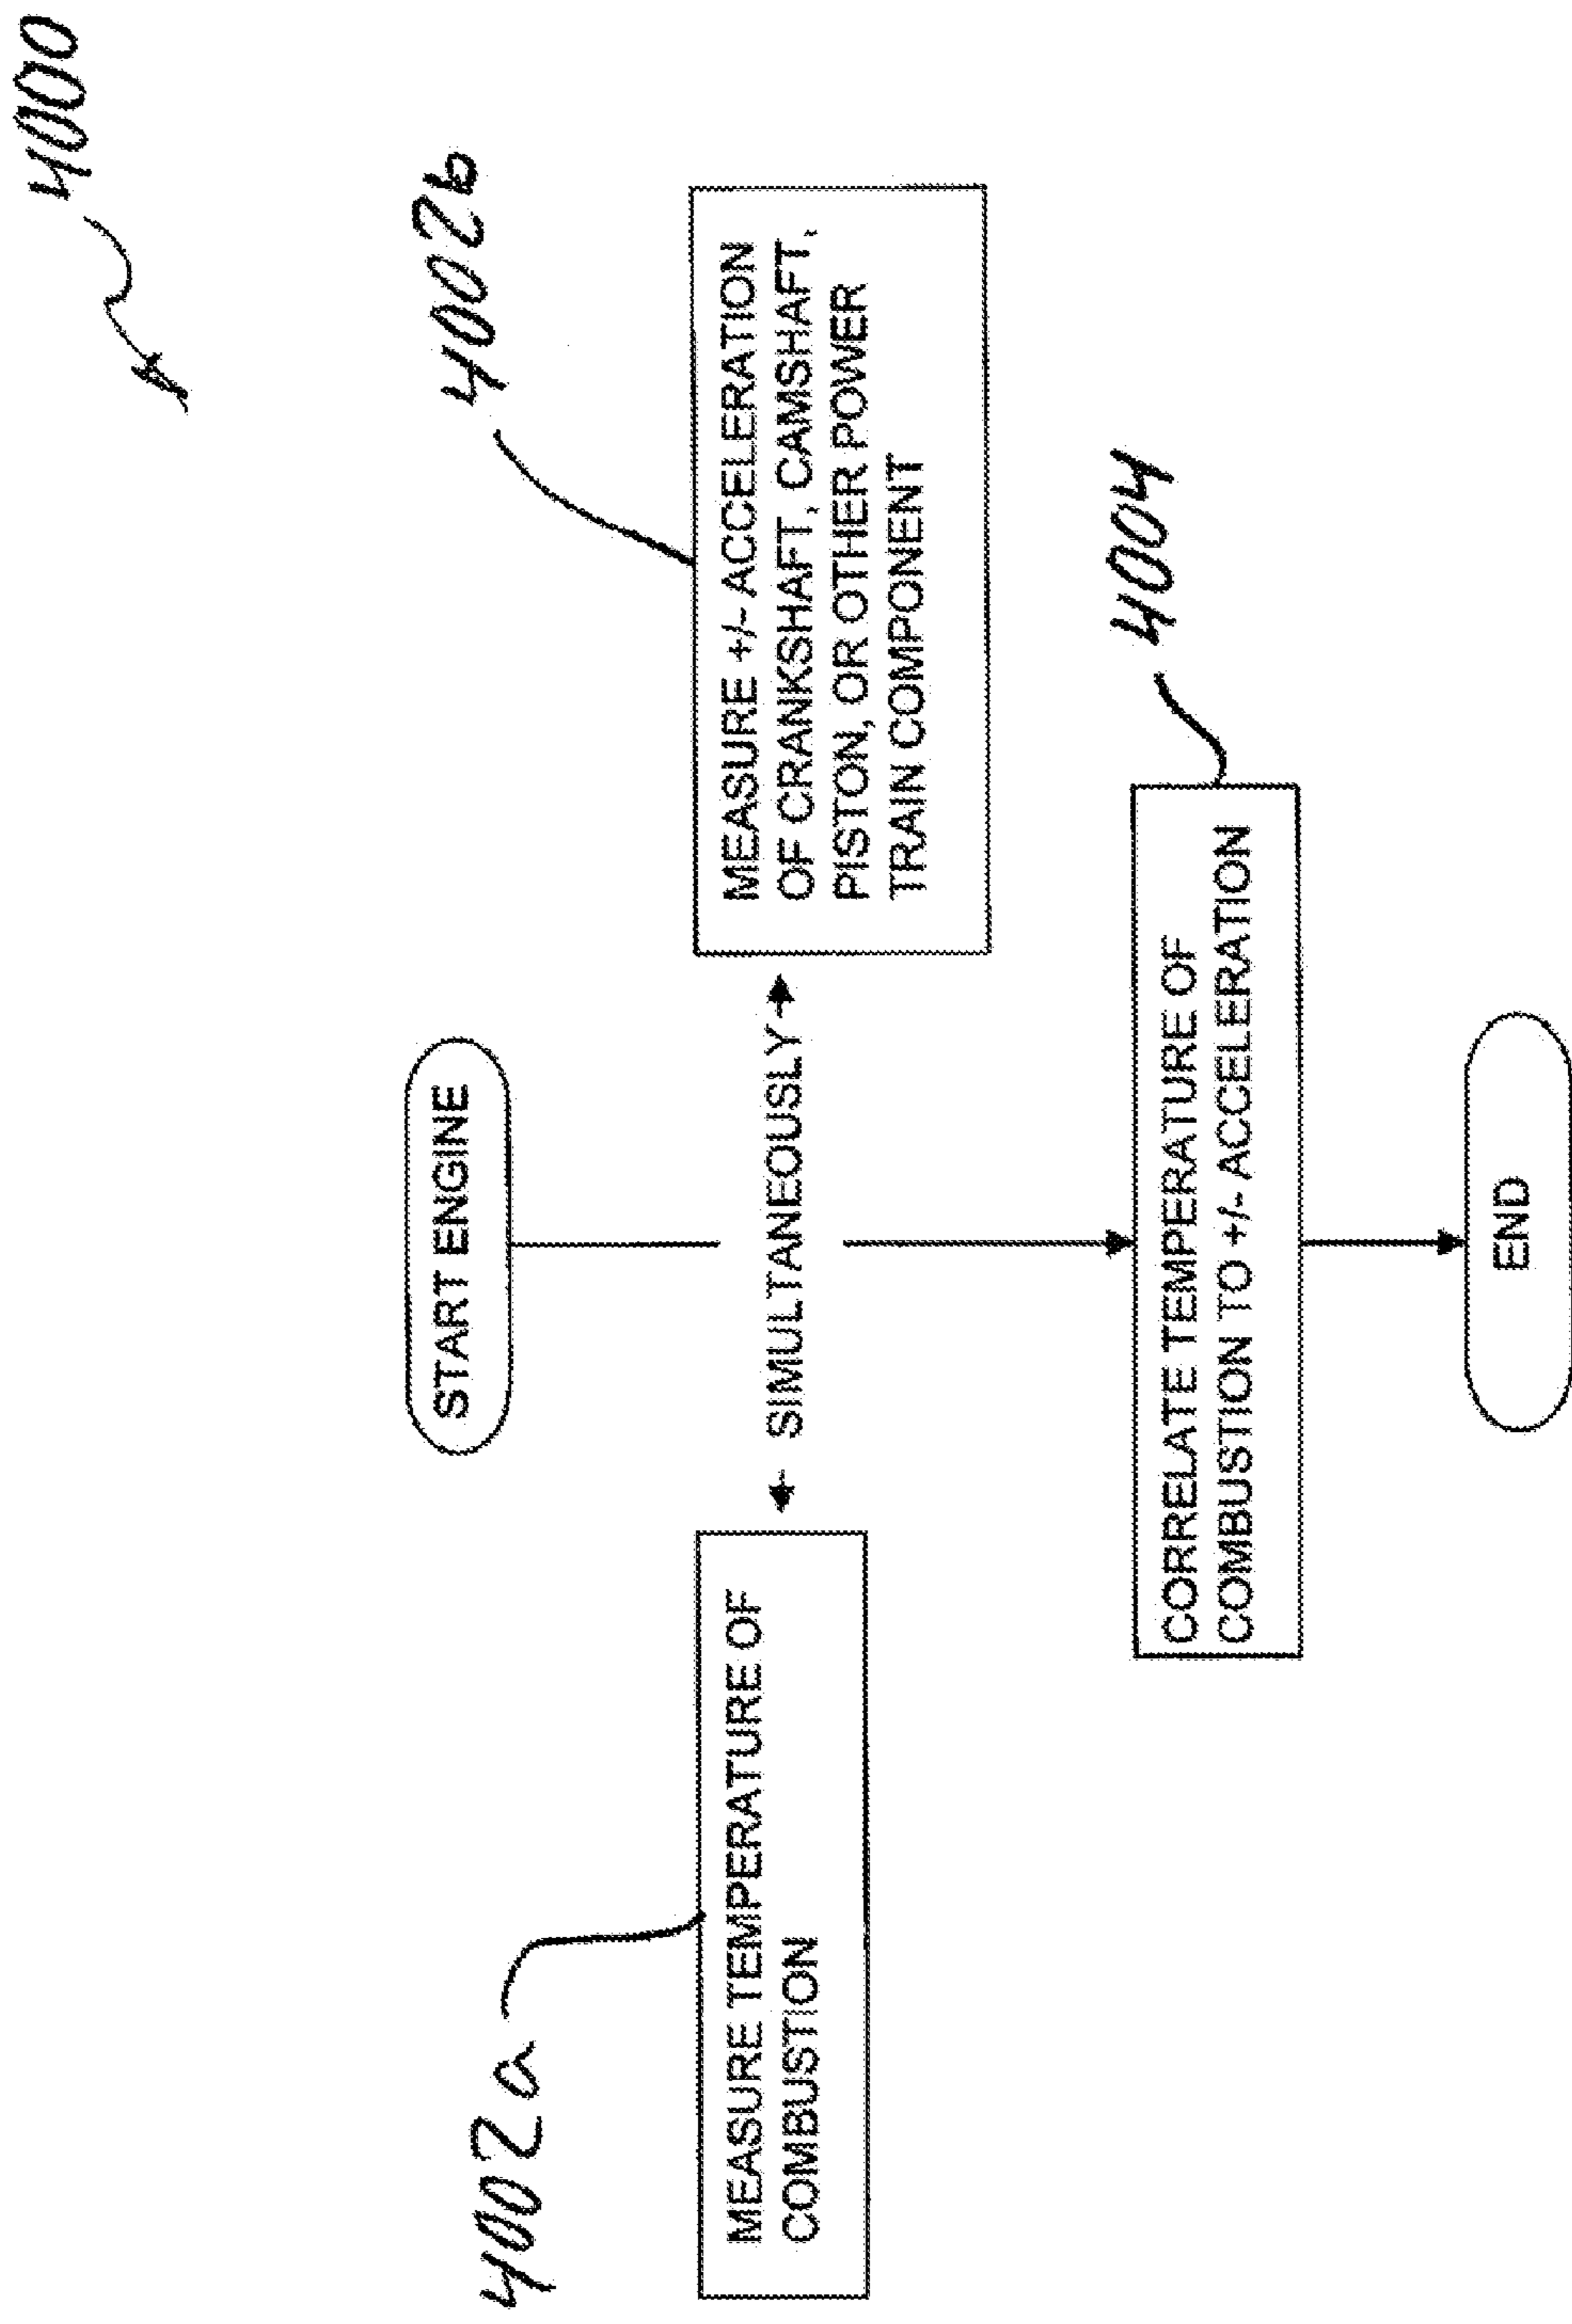 4000
START ENGINE
4002a
4002b
MEASURE TEMPERATURE OF
COMBUSTION
← SIMULTANEOUSLY →
MEASURE +/- ACCELERATION
OF CRANKSHAFT, CAMSHAFT,
PISTON, OR OTHER POWER
TRAIN COMPONENT
4004
CORRELATE TEMPERATURE OF
COMBUSTION TO +/- ACCELERATION
END